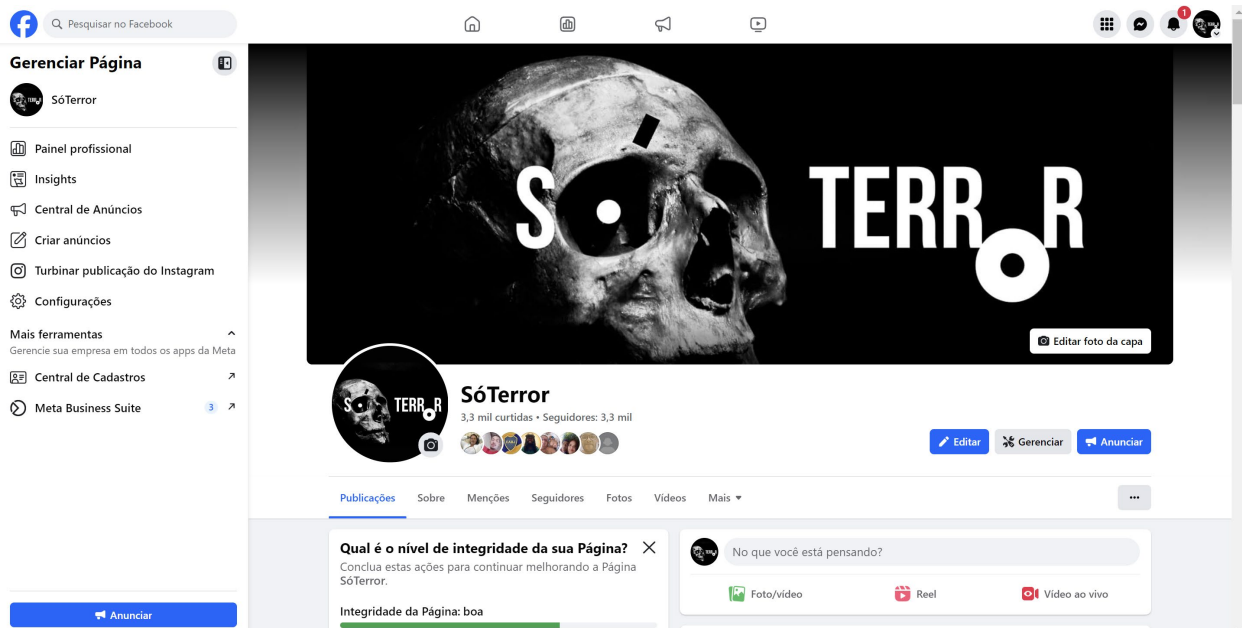 Pesquisar no Facebook
1
Gerenciar Página
SóTerror
Painel profissional
Insights
Central de Anúncios
Criar anúncios
Turbinar publicação do Instagram
Configurações
Mais ferramentas
Gerencie sua empresa em todos os apps da Meta
Central de Cadastros
Meta Business Suite 3
Anunciar
SÓ TERROR
Editar foto da capa
SÓ TERROR
SóTerror
3,3 mil curtidas • Seguidores: 3,3 mil
Editar Gerenciar Anunciar
Publicações Sobre Menções Seguidores Fotos Vídeos Mais
Qual é o nível de integridade da sua Página?
Conclua estas ações para continuar melhorando a Página
SóTerror.
Integridade da Página: boa
No que você está pensando?
Foto/vídeo Reel Vídeo ao vivo